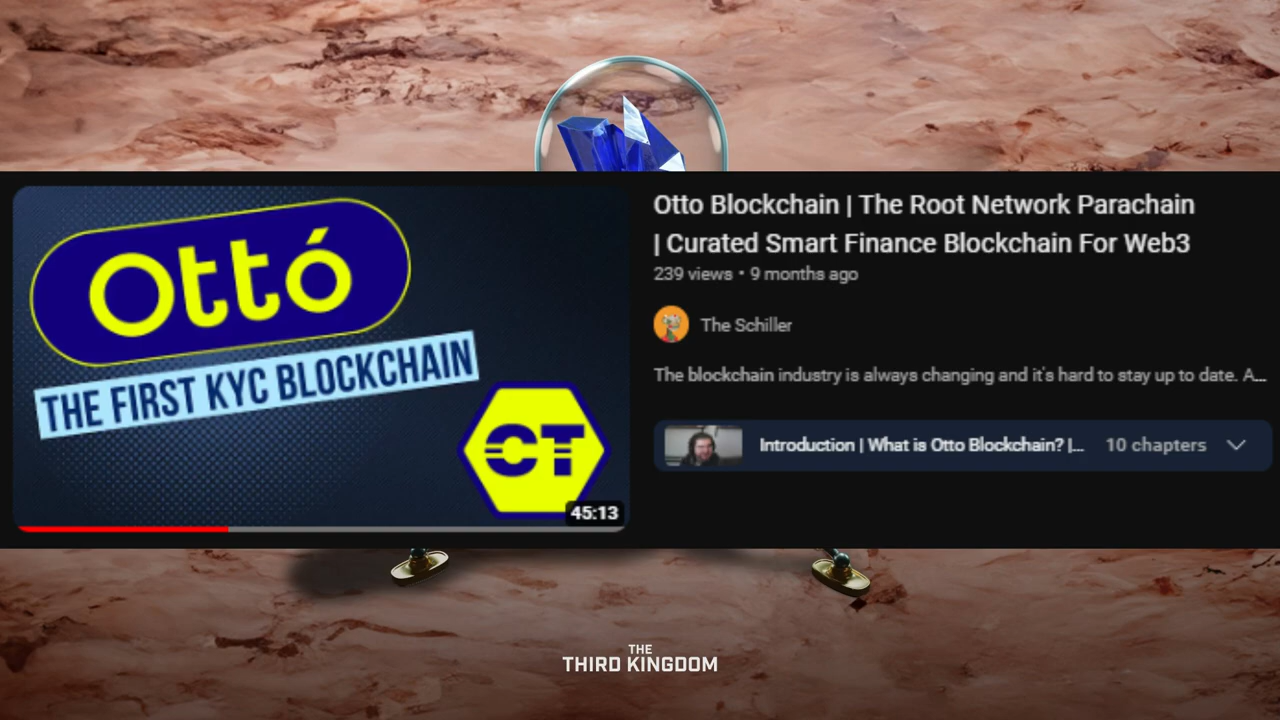 Ottó
THE FIRST KYC BLOCKCHAIN
CT
45:13
Otto Blockchain | The Root Network Parachain
| Curated Smart Finance Blockchain For Web3
239 views • 9 months ago
The Schiller
The blockchain industry is always changing and it's hard to stay up to date. A...
Introduction | What is Otto Blockchain? |...
10 chapters
THE
THIRD KINGDOM